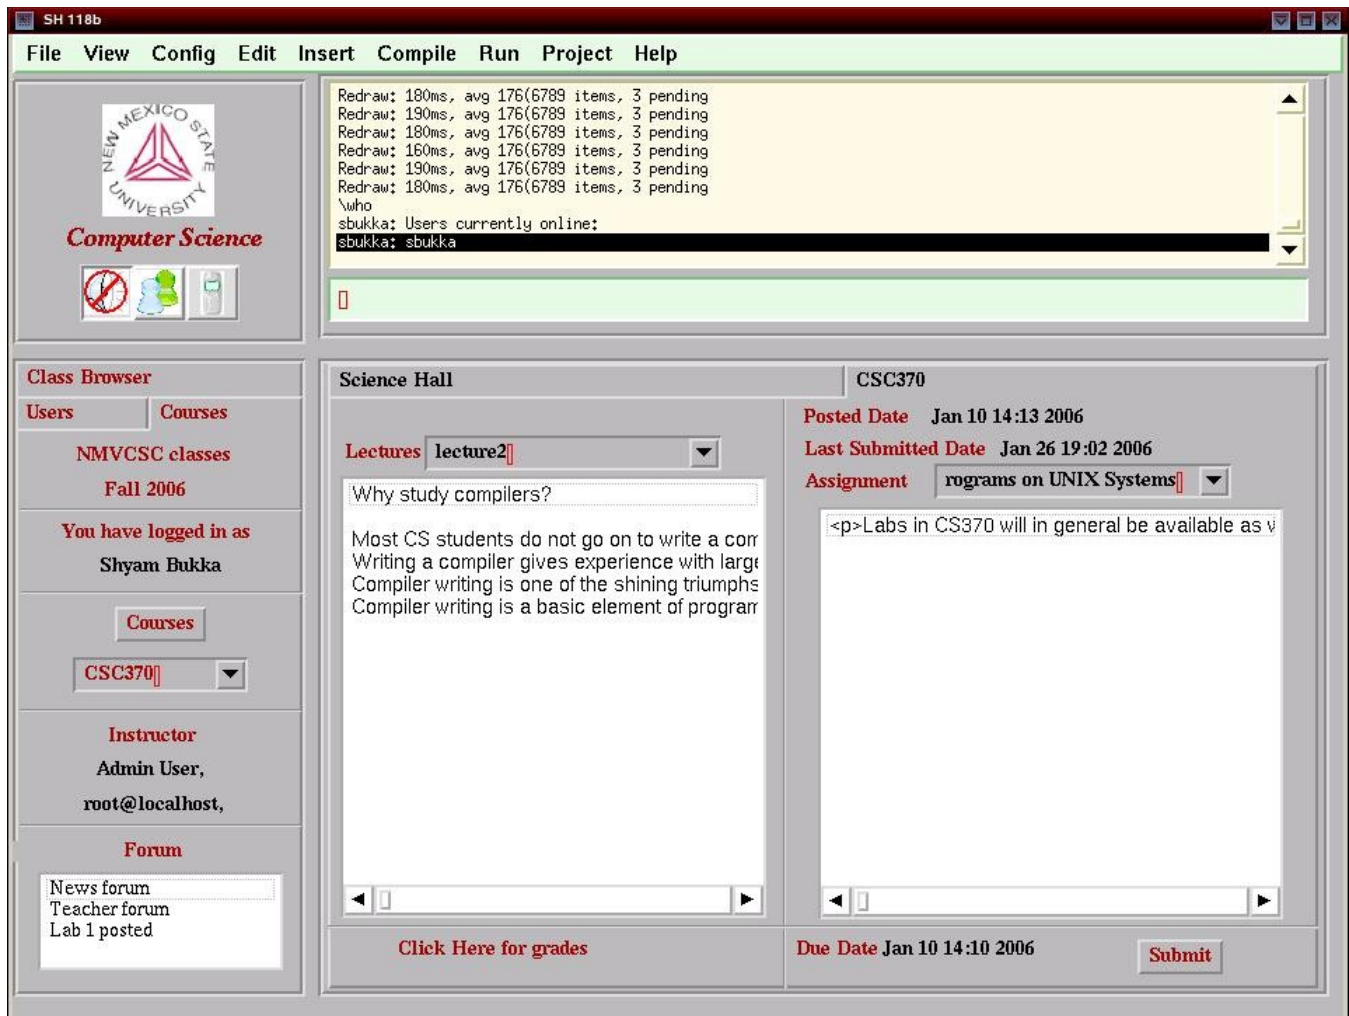 SH 118b
File View Config Edit Insert Compile Run Project Help
NEW MEXICO STATE UNIVERSITY
Computer Science
Redraw: 180ms, avg 176(6789 items, 3 pending
Redraw: 190ms, avg 176(6789 items, 3 pending
Redraw: 180ms, avg 176(6789 items, 3 pending
Redraw: 160ms, avg 176(6789 items, 3 pending
Redraw: 190ms, avg 176(6789 items, 3 pending
Redraw: 180ms, avg 176(6789 items, 3 pending
\who
sbukka: Users currently online:
sbukka: sbukka
Class Browser
Users Courses
NMVCSC classes
Fall 2006
You have logged in as
Shyam Bukka
Courses
CSC370
Instructor
Admin User,
root@localhost,
Forum
News forum
Teacher forum
Lab 1 posted
Science Hall
CSC370
Lectures lecture2
Why study compilers?
Most CS students do not go on to write a com
Writing a compiler gives experience with large
Compiler writing is one of the shining triumphs
Compiler writing is a basic element of program
Click Here for grades
Posted Date Jan 10 14:13 2006
Last Submitted Date Jan 26 19:02 2006
Assignment rograms on UNIX Systems
<p>Labs in CS370 will in general be available as v
Due Date Jan 10 14:10 2006
Submit